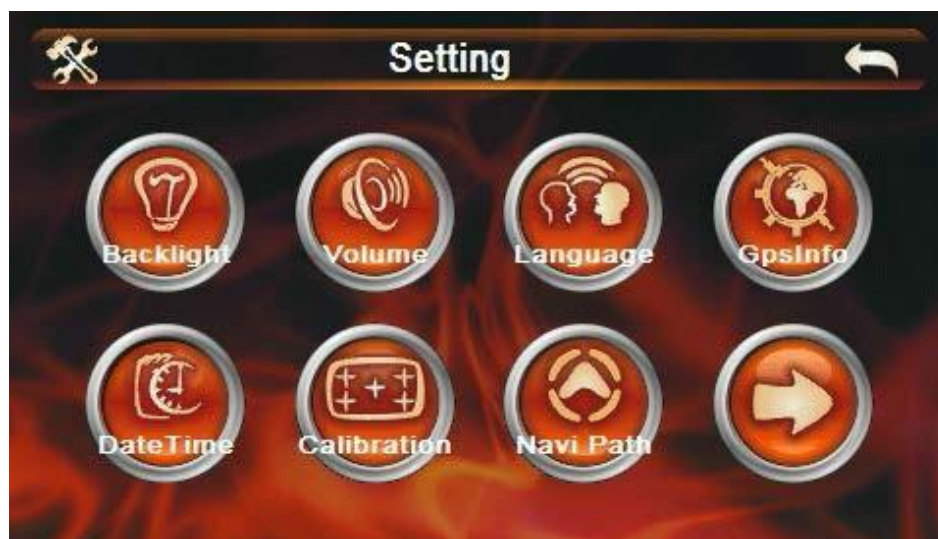 Setting
Backlight
Volume
Language
GpsInfo
DateTime
Calibration
Navi Path